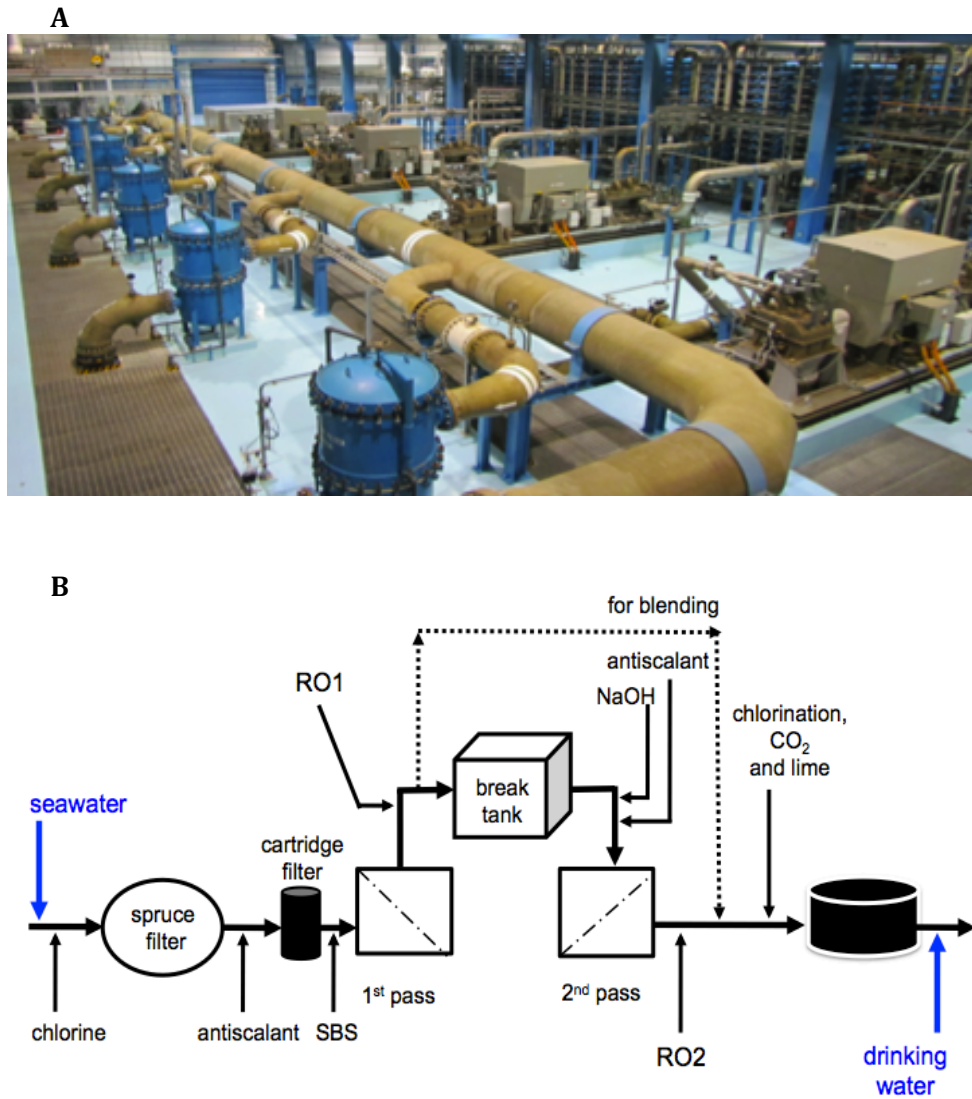 A
B
for blending
antiscalant
RO1
NaOH
chlorination,
CO2
and lime
break
tank
seawater
cartridge
filter
spruce
filter
1st pass
2nd pass
chlorine
antiscalant
SBS
RO2
drinking
water